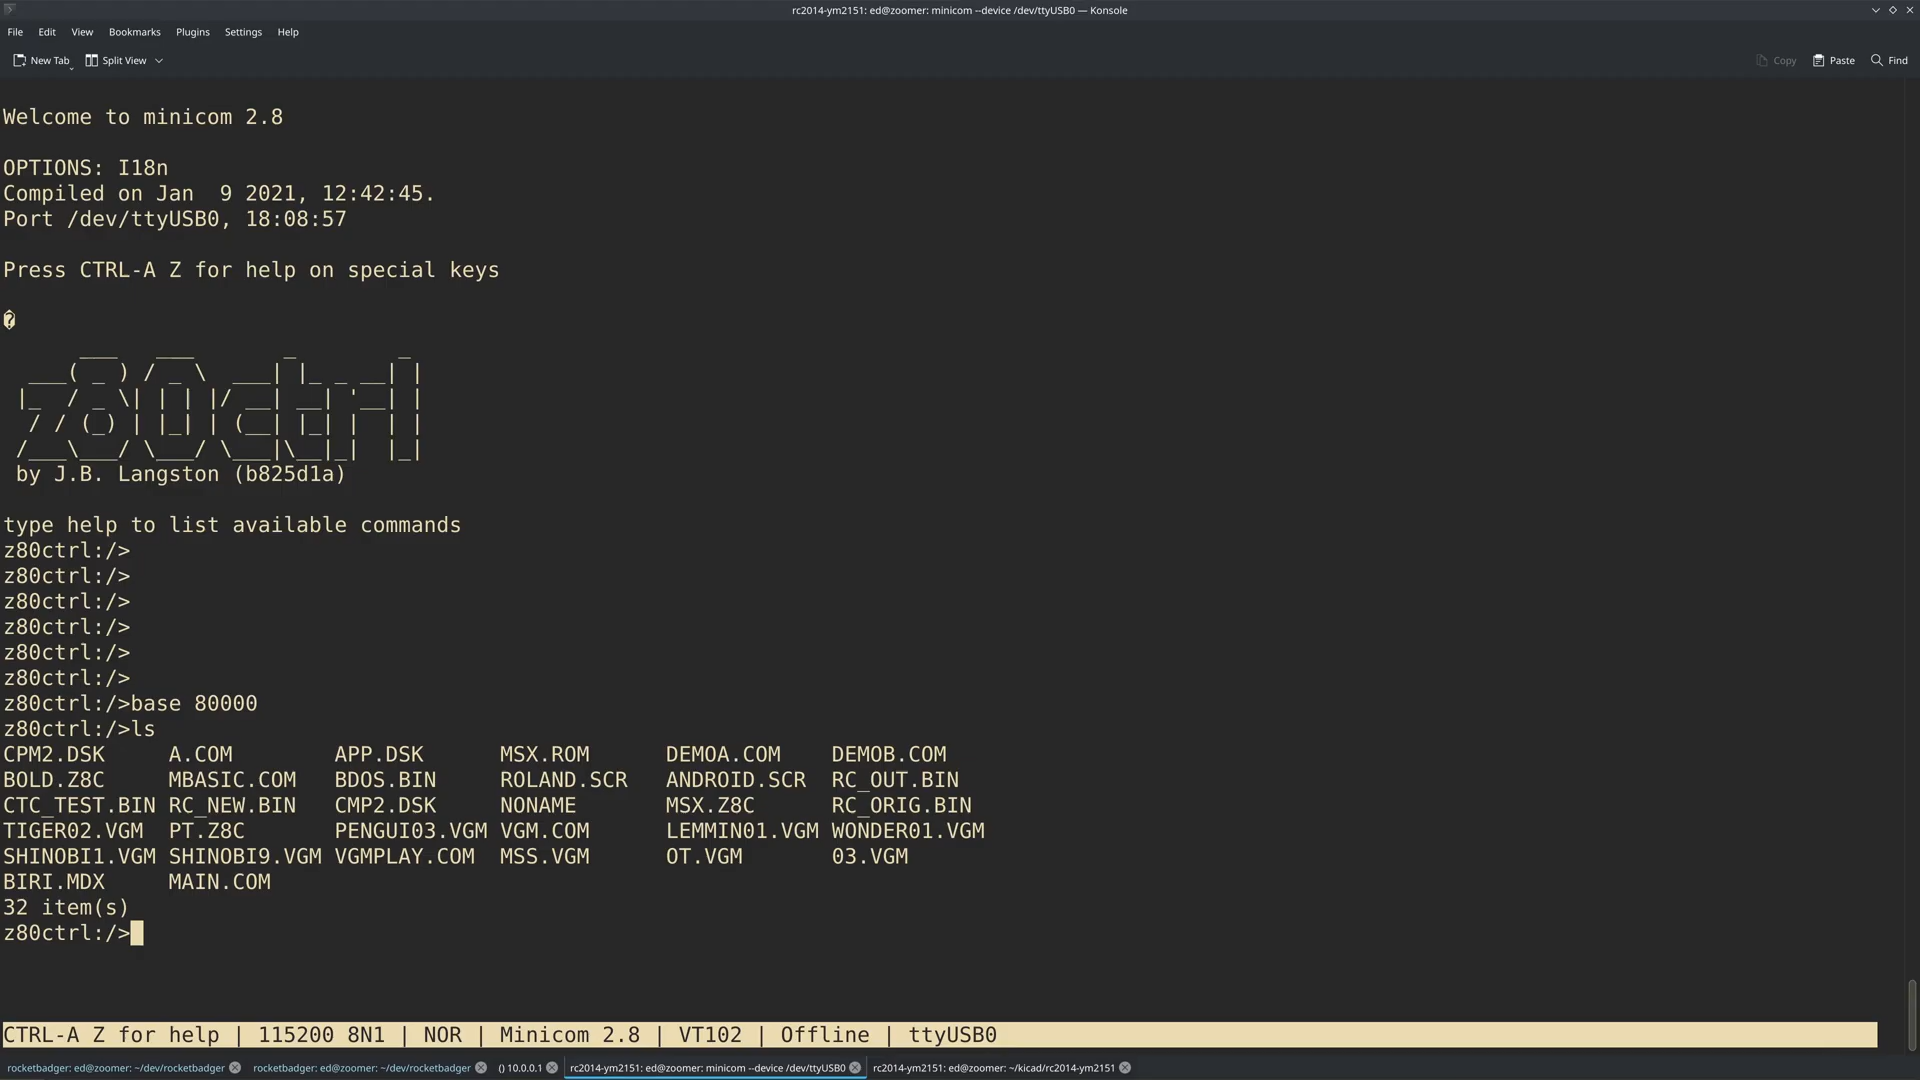 rc2014-ym2151: ed@zoomer: minicom --device /dev/ttyUSB0 — Konsole
File Edit View Bookmarks Plugins Settings Help
New Tab Split View Copy Paste Find
Welcome to minicom 2.8
OPTIONS: I18n
Compiled on Jan  9 2021, 12:42:45.
Port /dev/ttyUSB0, 18:08:57
Press CTRL-A Z for help on special keys
�
z80ctrl
by J.B. Langston (b825d1a)
type help to list available commands
z80ctrl:/>
z80ctrl:/>
z80ctrl:/>
z80ctrl:/>
z80ctrl:/>
z80ctrl:/>
z80ctrl:/>base 80000
z80ctrl:/>ls
CPM2.DSK     A.COM        APP.DSK      MSX.ROM      DEMOA.COM    DEMOB.COM
BOLD.Z8C     MBASIC.COM   BDOS.BIN     ROLAND.SCR   ANDROID.SCR  RC_OUT.BIN
CTC_TEST.BIN RC_NEW.BIN   CMP2.DSK     NONAME       MSX.Z8C      RC_ORIG.BIN
TIGER02.VGM  PT.Z8C       PENGUI03.VGM VGM.COM      LEMMIN01.VGM WONDER01.VGM
SHINOBI1.VGM SHINOBI9.VGM VGMPLAY.COM  MSS.VGM      OT.VGM       03.VGM
BIRI.MDX     MAIN.COM
32 item(s)
z80ctrl:/>
CTRL-A Z for help | 115200 8N1 | NOR | Minicom 2.8 | VT102 | Offline | ttyUSB0
rocketbadger: ed@zoomer: ~/dev/rocketbadger rocketbadger: ed@zoomer: ~/dev/rocketbadger () 10.0.0.1 rc2014-ym2151: ed@zoomer: minicom --device /dev/ttyUSB0 rc2014-ym2151: ed@zoomer: ~/kicad/rc2014-ym2151